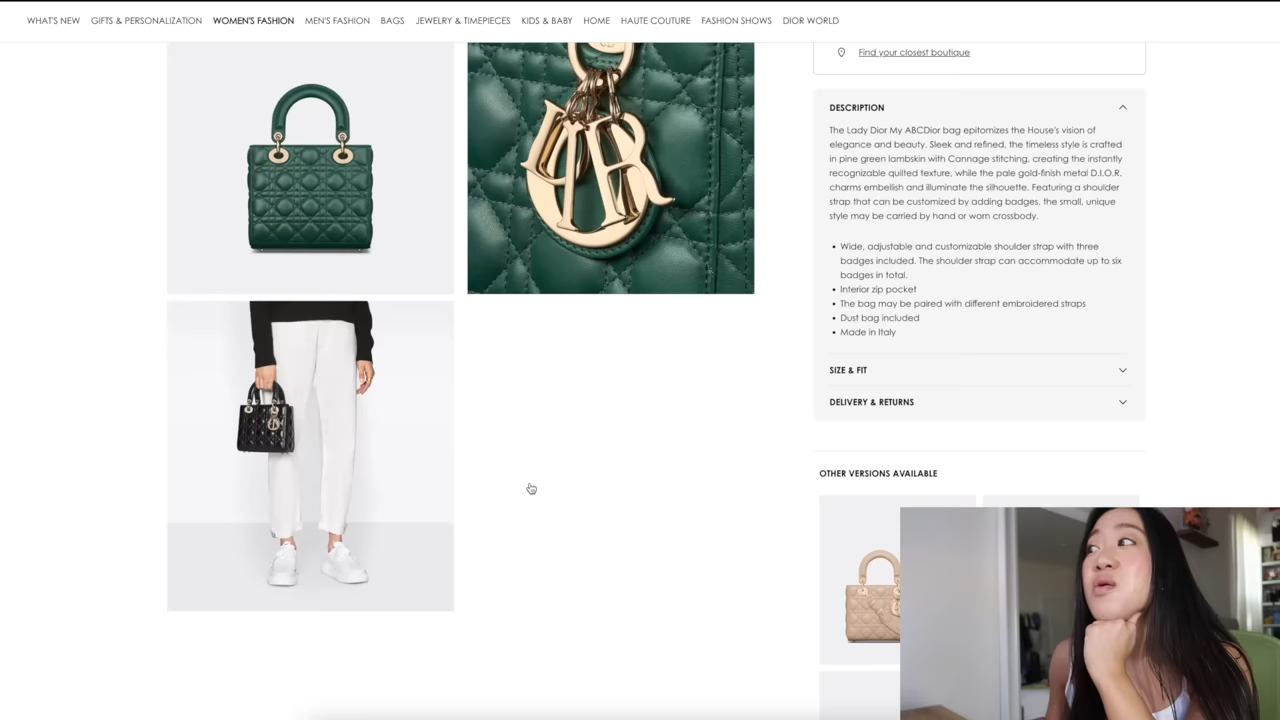 WHAT'S NEW GIFTS & PERSONALIZATION WOMEN'S FASHION MEN'S FASHION BAGS JEWELRY & TIMEPIECES KIDS & BABY HOME HAUTE COUTURE FASHION SHOWS DIOR WORLD
Find your closest boutique
DESCRIPTION
The Lady Dior My ABCDior bag epitomizes the House's vision of
elegance and beauty. Sleek and refined, the timeless style is crafted
in pine green lambskin with Cannage stitching, creating the instantly
recognizable quilted texture, while the pale gold-finish metal D.I.O.R.
charms embellish and illuminate the silhouette. Featuring a shoulder
strap that can be customized by adding badges, the small, unique
style may be carried by hand or worn crossbody.
• Wide, adjustable and customizable shoulder strap with three
badges included. The shoulder strap can accommodate up to six
badges in total.
• Interior zip pocket
• The bag may be paired with different embroidered straps
• Dust bag included
• Made in Italy
SIZE & FIT
DELIVERY & RETURNS
OTHER VERSIONS AVAILABLE